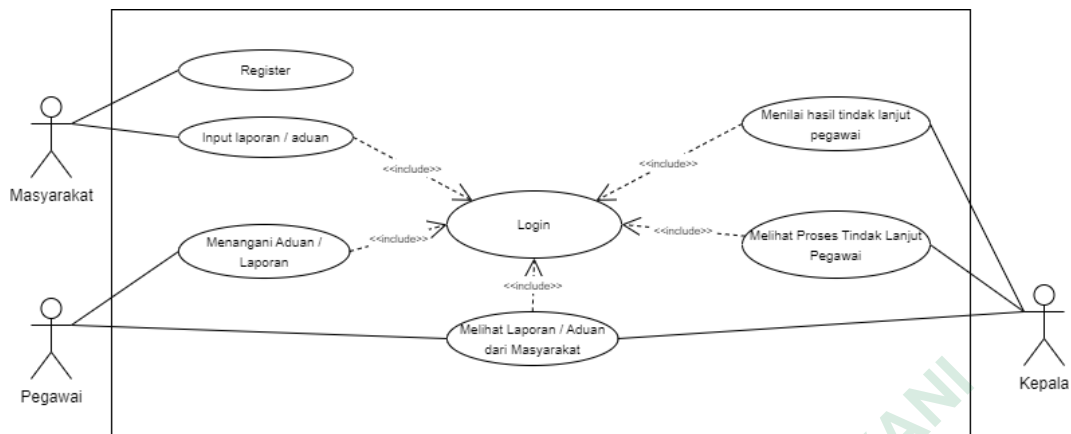 Register
Masyarakat
Input laporan / aduan
<<include>>
Menilai hasil tindak lanjut
pegawai
<<include>>
Login
Menangani Aduan /
Laporan
<<include>>
<<include>>
Melihat Proses Tindak Lanjut
Pegawai
<<include>>
Melihat Laporan / Aduan
dari Masyarakat
Pegawai
Kepala
ANI